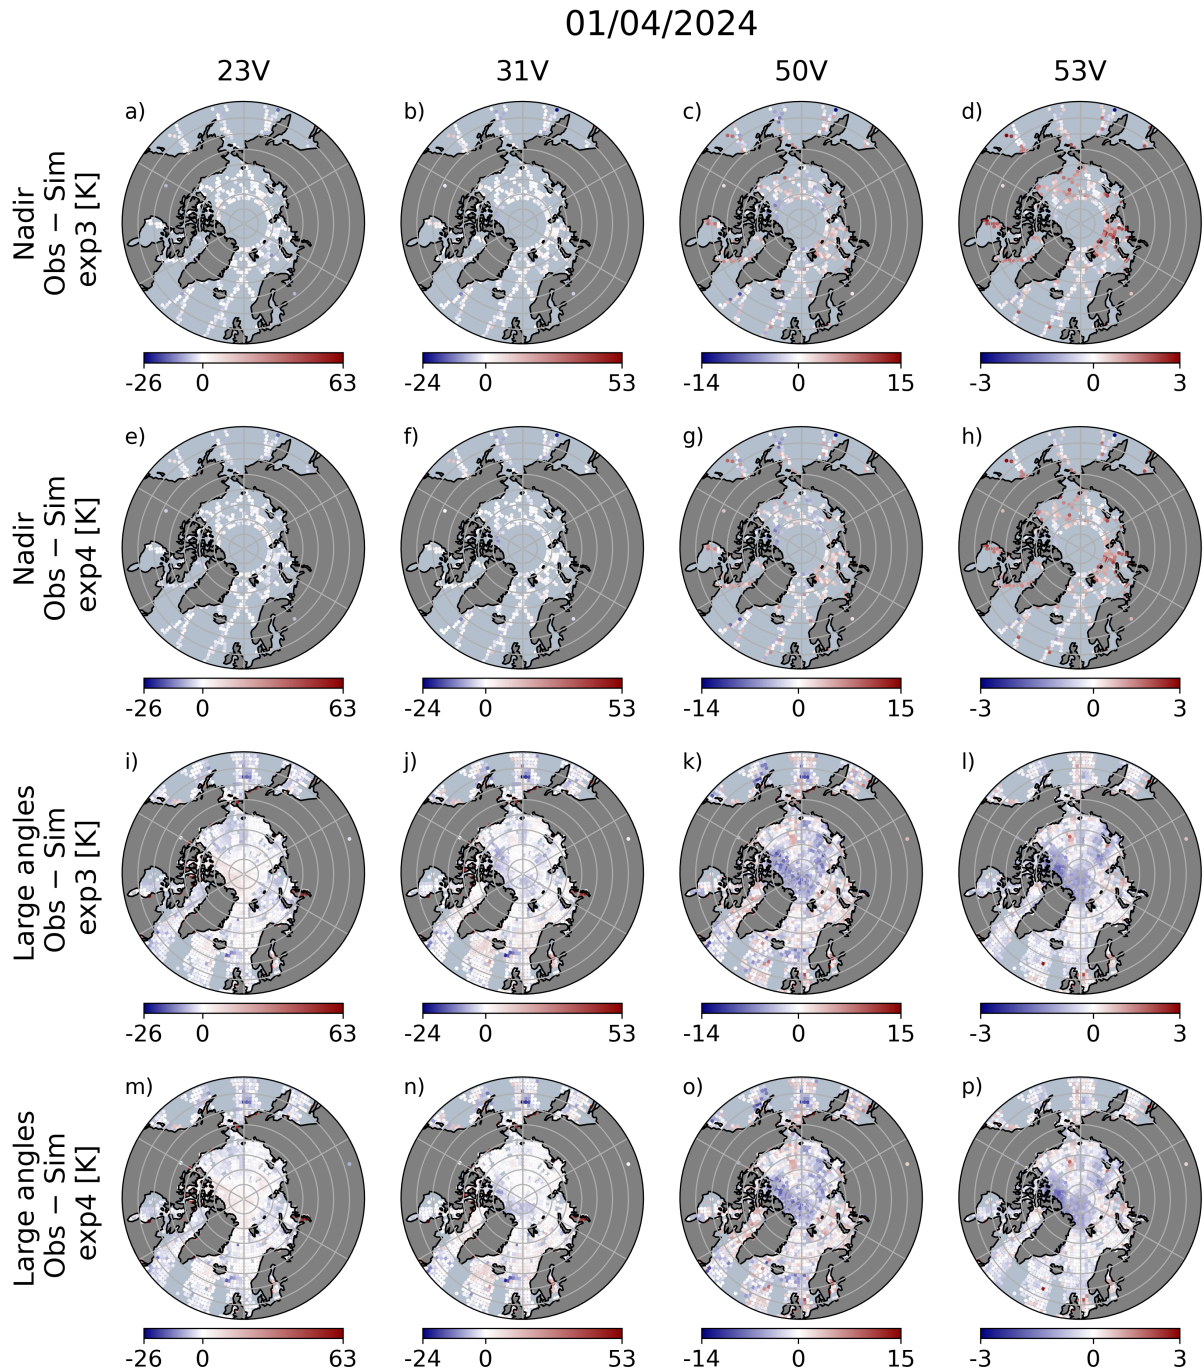 01/04/2024
23V 31V 50V 53V
Nadir
Obs − Sim
exp3 [K]
a) b) c) d)
-26 0 63 -24 0 53 -14 0 15 -3 0 3
Nadir
Obs − Sim
exp4 [K]
e) f) g) h)
-26 0 63 -24 0 53 -14 0 15 -3 0 3
Large angles
Obs − Sim
exp3 [K]
i) j) k) l)
-26 0 63 -24 0 53 -14 0 15 -3 0 3
Large angles
Obs − Sim
exp4 [K]
m) n) o) p)
-26 0 63 -24 0 53 -14 0 15 -3 0 3